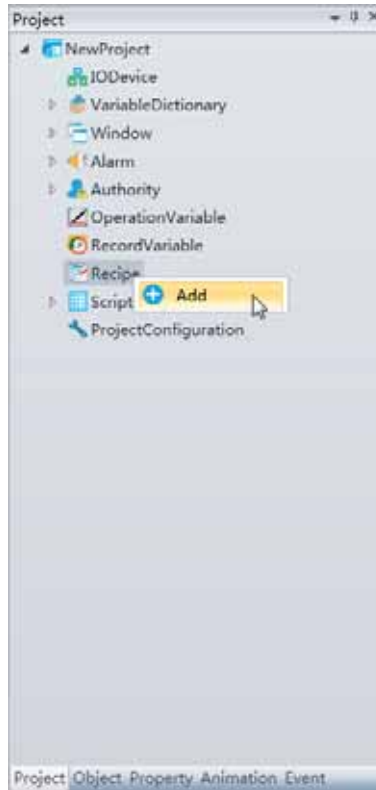 Project
NewProject
IODevice
VariableDictionary
Window
Alarm
Authority
OperationVariable
RecordVariable
Recipe
Add
Script
ProjectConfiguration
Project Object Property Animation Event